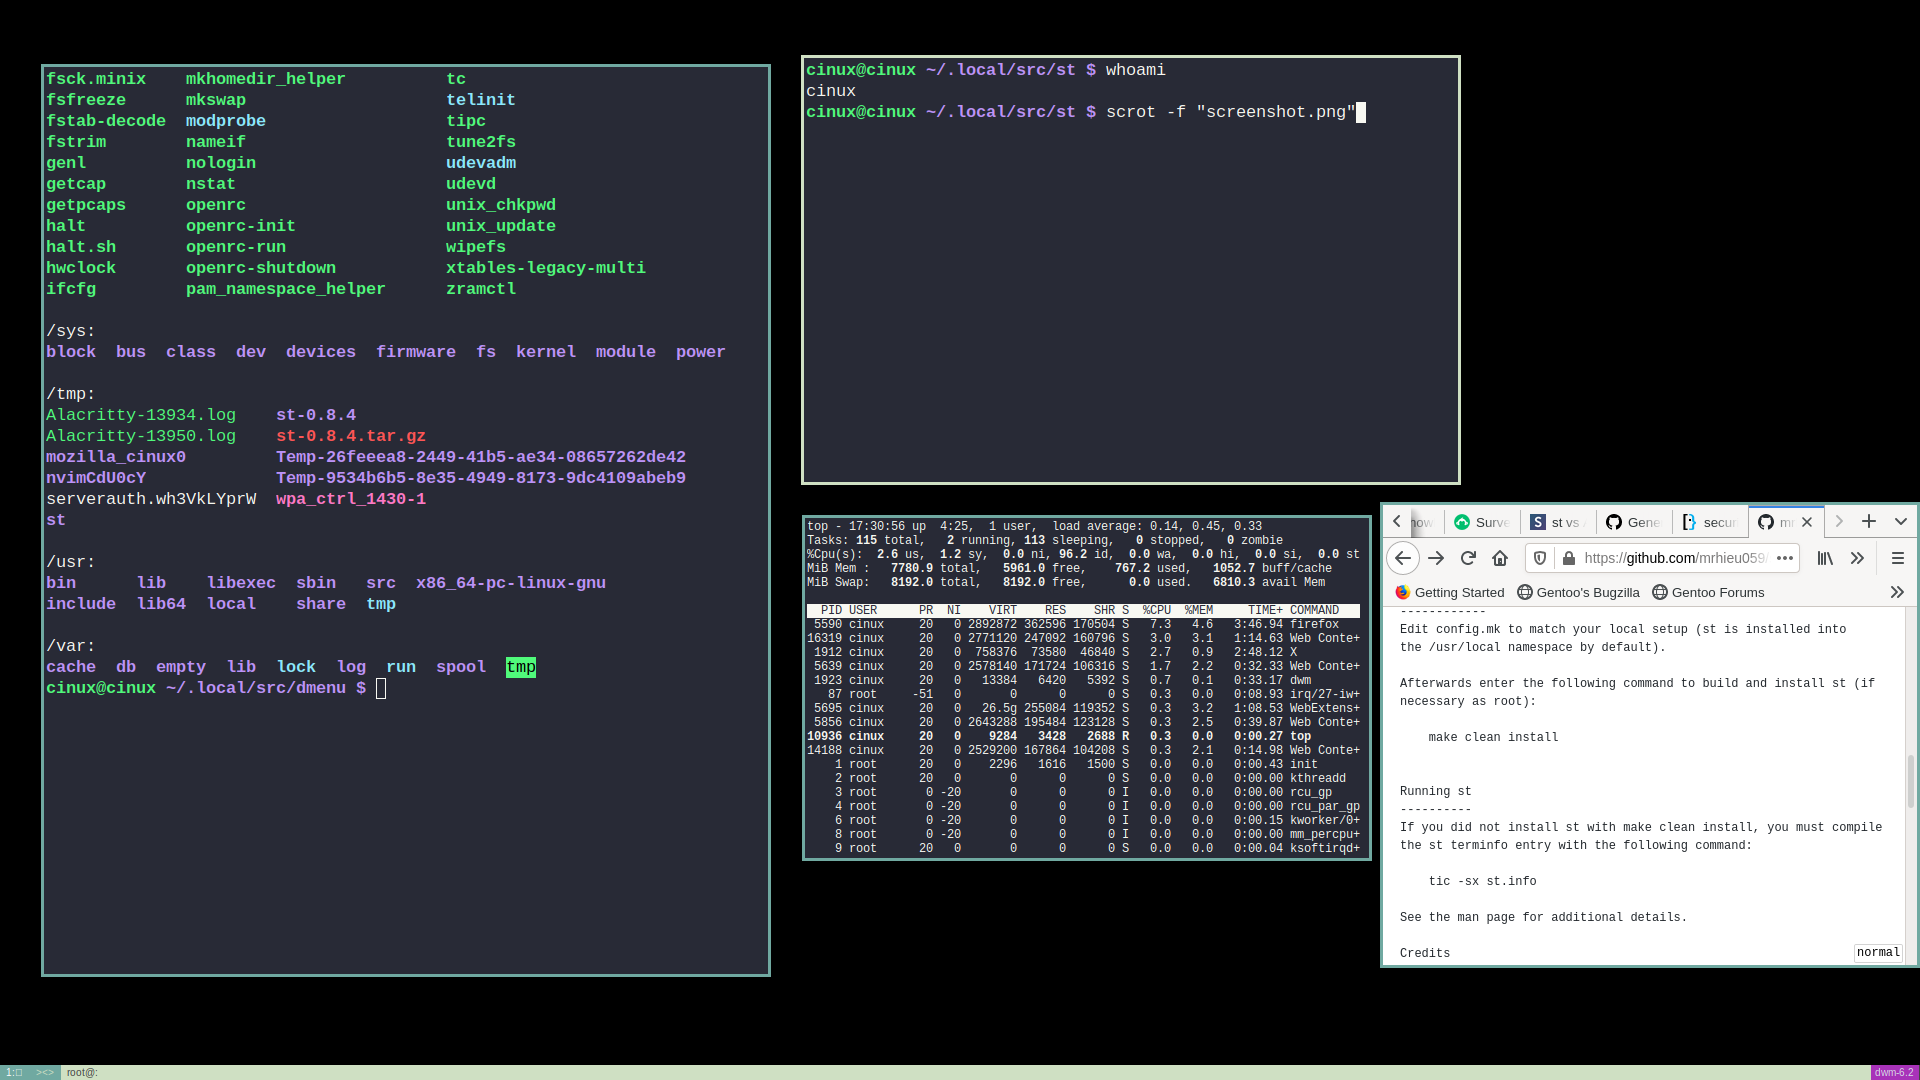 fsck.minix    mkhomedir_helper          tc
fsfreeze      mkswap                    telinit
fstab-decode  modprobe                  tipc
fstrim        nameif                    tune2fs
genl          nologin                   udevadm
getcap        nstat                     udevd
getpcaps      openrc                    unix_chkpwd
halt          openrc-init               unix_update
halt.sh       openrc-run                wipefs
hwclock       openrc-shutdown           xtables-legacy-multi
ifcfg         pam_namespace_helper      zramctl
/sys:
block  bus  class  dev  devices  firmware  fs  kernel  module  power
/tmp:
Alacritty-13934.log    st-0.8.4
Alacritty-13950.log    st-0.8.4.tar.gz
mozilla_cinux0         Temp-26feeea8-2449-41b5-ae34-08657262de42
nvimCdU0cY             Temp-9534b6b5-8e35-4949-8173-9dc4109abeb9
serverauth.wh3VkLYprW  wpa_ctrl_1430-1
st
/usr:
bin      lib    libexec  sbin   src  x86_64-pc-linux-gnu
include  lib64  local    share  tmp
/var:
cache  db  empty  lib  lock  log  run  spool  tmp
cinux@cinux ~/.local/src/dmenu $
cinux@cinux ~/.local/src/st $ whoami
cinux
cinux@cinux ~/.local/src/st $ scrot -f "screenshot.png"
top - 17:30:56 up  4:25,  1 user,  load average: 0.14, 0.45, 0.33
Tasks: 115 total,   2 running, 113 sleeping,   0 stopped,   0 zombie
%Cpu(s):  2.6 us,  1.2 sy,  0.0 ni, 96.2 id,  0.0 wa,  0.0 hi,  0.0 si,  0.0 st
MiB Mem :   7780.9 total,   5961.0 free,    767.2 used,   1052.7 buff/cache
MiB Swap:   8192.0 total,   8192.0 free,      0.0 used.   6810.3 avail Mem
PID USER      PR  NI    VIRT    RES    SHR S  %CPU  %MEM     TIME+ COMMAND
5590 cinux     20   0 2892872 362596 170504 S   7.3   4.6   3:46.94 firefox
16319 cinux     20   0 2771120 247092 160796 S   3.0   3.1   1:14.63 Web Conte+
1912 cinux     20   0  758376  73580  46840 S   2.7   0.9   2:48.12 X
5639 cinux     20   0 2578140 171724 106316 S   1.7   2.2   0:32.33 Web Conte+
1923 cinux     20   0   13384   6420   5392 S   0.7   0.1   0:33.17 dwm
87 root     -51   0       0      0      0 S   0.3   0.0   0:08.93 irq/27-iw+
5695 cinux     20   0   26.5g 255084 119352 S   0.3   3.2   1:08.53 WebExtens+
5856 cinux     20   0 2643288 195484 123128 S   0.3   2.5   0:39.87 Web Conte+
10936 cinux     20   0    9284   3428   2688 R   0.3   0.0   0:00.27 top
14188 cinux     20   0 2529200 167864 104208 S   0.3   2.1   0:14.98 Web Conte+
1 root      20   0    2296   1616   1500 S   0.0   0.0   0:00.43 init
2 root      20   0       0      0      0 S   0.0   0.0   0:00.00 kthreadd
3 root       0 -20       0      0      0 I   0.0   0.0   0:00.00 rcu_gp
4 root       0 -20       0      0      0 I   0.0   0.0   0:00.00 rcu_par_gp
6 root       0 -20       0      0      0 I   0.0   0.0   0:00.15 kworker/0+
8 root       0 -20       0      0      0 I   0.0   0.0   0:00.00 mm_percpu+
9 root      20   0       0      0      0 S   0.0   0.0   0:00.04 ksoftirqd+
Surve  st vs  Gene  secur
https://github.com/mrhieu059/
Getting Started  Gentoo's Bugzilla  Gentoo Forums
------------
Edit config.mk to match your local setup (st is installed into
the /usr/local namespace by default).
Afterwards enter the following command to build and install st (if
necessary as root):
make clean install
Running st
----------
If you did not install st with make clean install, you must compile
the st terminfo entry with the following command:
tic -sx st.info
See the man page for additional details.
Credits
normal
1:  ><>  root@:  dwm-6.2